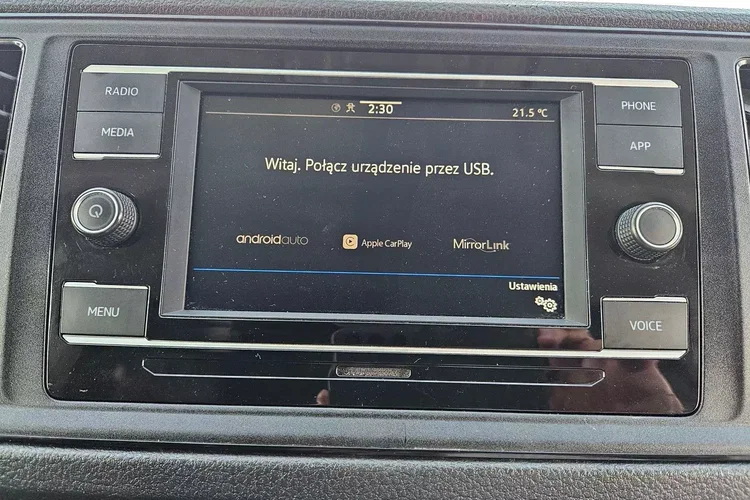 RADIO
MEDIA
MENU
2:30
21.5 °C
Witaj. Połącz urządzenie przez USB.
androidauto
Apple CarPlay
MirrorLink
Ustawienia
PHONE
APP
VOICE